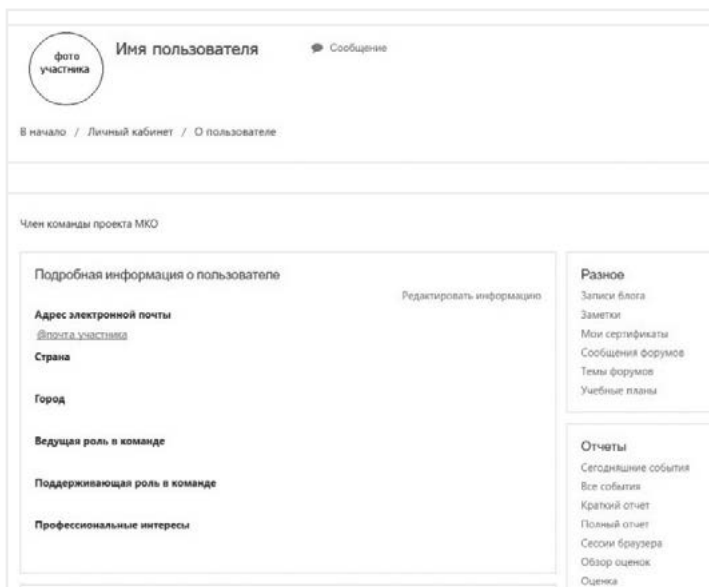 фото
участника
Имя пользователя
Сообщение
В начало / Личный кабинет / О пользователе
Член команды проекта МКО
Подробная информация о пользователе
Редактировать информацию
Адрес электронной почты
@почта участника
Страна
Город
Ведущая роль в команде
Поддерживающая роль в команде
Профессиональные интересы
Разное
Записи блога
Заметки
Мои сертификаты
Сообщения форумов
Темы форумов
Учебные планы
Отчеты
Сегодняшние события
Все события
Краткий отчет
Полный отчет
Сессии браузера
Обзор оценок
Оценка